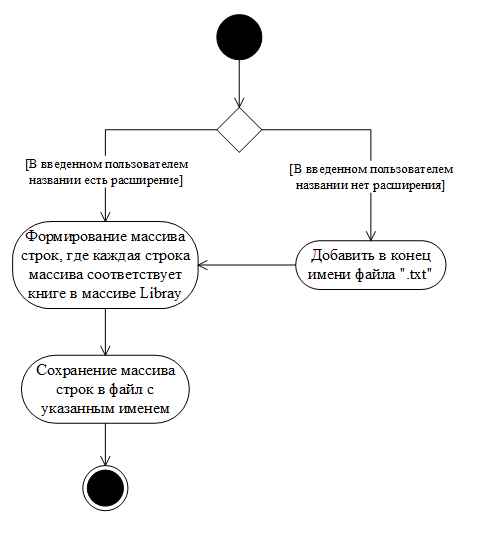 [В введенном пользователем
названии есть расширение]
[В введенном пользователем
названии нет расширения]
Формирование массива
строк, где каждая строка
массива соответствует
книге в массиве Libray
Добавить в конец
имени файла ".txt"
Сохранение массива
строк в файл с
указанным именем